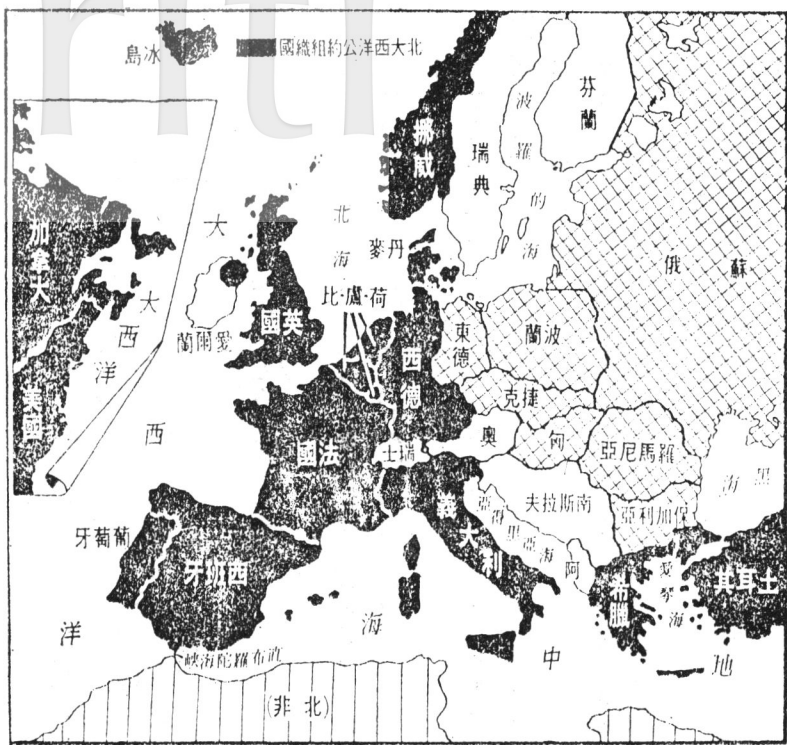 冰島
北大西洋公約組織國
芬蘭
波羅的海
瑞典
挪威
蘇俄
北海
丹麥
荷·盧·比
大西洋
加拿大
美國
大西洋
愛爾蘭
英國
東德
波蘭
西德
捷克
奧
匈
羅馬尼亞
黑海
瑞士
法國
義大利
亞得里亞海
南斯拉夫
保加利亞
阿
希臘
愛琴海
土耳其
葡萄牙
西班牙
直布羅陀海峽
地中海
(北非)